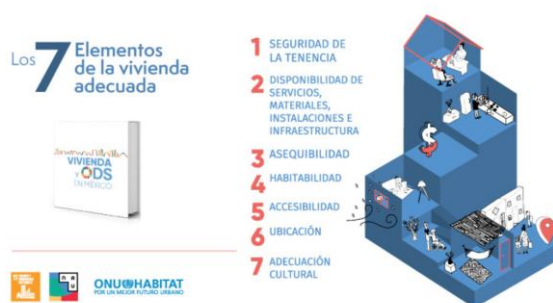 Los 7 Elementos
de la vivienda
adecuada
VIVIENDA
y ODS
EN MÉXICO
ONU HABITAT
POR UN MEJOR FUTURO URBANO
1 SEGURIDAD DE
LA TENENCIA
2 DISPONIBILIDAD DE
SERVICIOS,
MATERIALES,
INSTALACIONES E
INFRAESTRUCTURA
3 ASEQUIBILIDAD
4 HABITABILIDAD
5 ACCESIBILIDAD
6 UBICACIÓN
7 ADECUACIÓN
CULTURAL
$